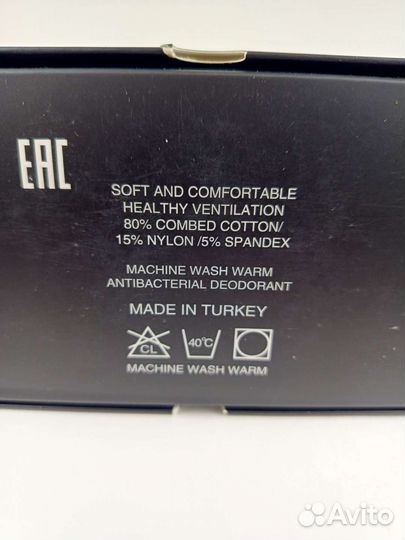 EAC
SOFT AND COMFORTABLE
HEALTHY VENTILATION
80% COMBED COTTON/
15% NYLON /5% SPANDEX
MACHINE WASH WARM
ANTIBACTERIAL DEODORANT
MADE IN TURKEY
CL 40°C
MACHINE WASH WARM
Avito